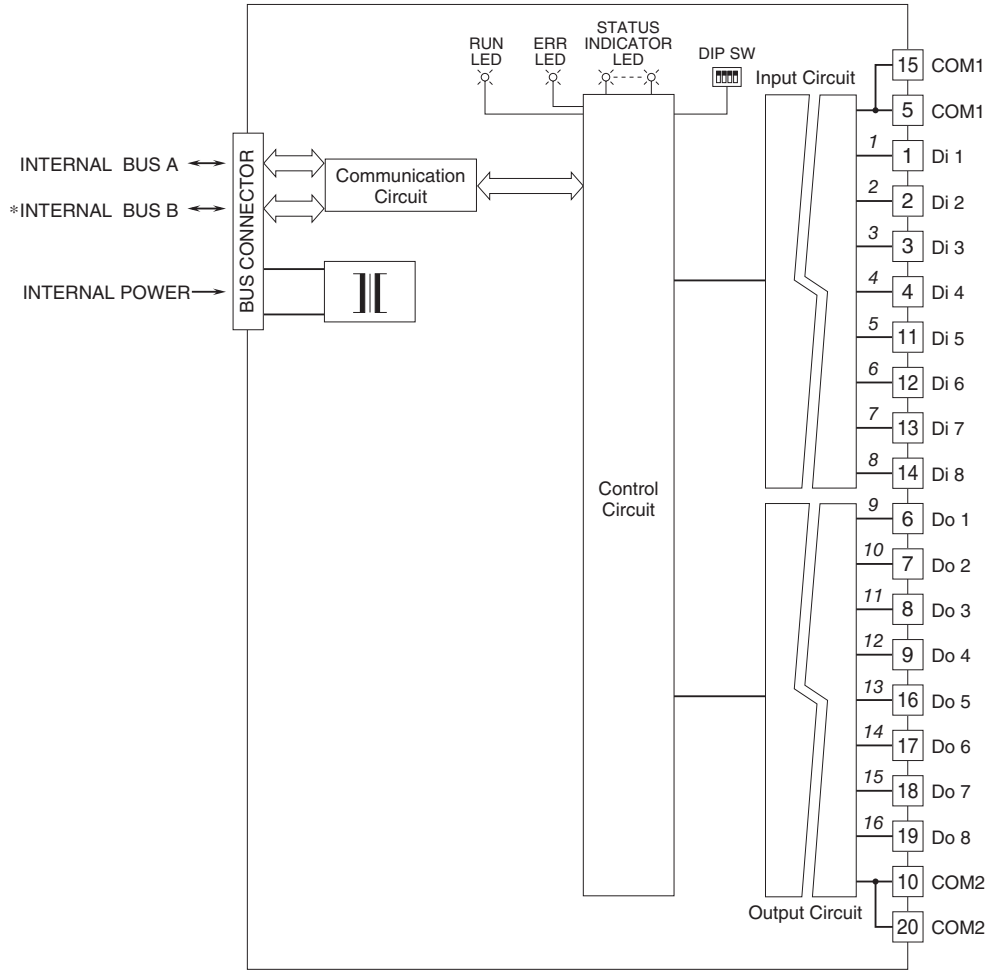 RUN
LED
ERR
LED
STATUS
INDICATOR
LED
DIP SW
Input Circuit
INTERNAL BUS A
*INTERNAL BUS B
INTERNAL POWER
BUS CONNECTOR
Communication
Circuit
Control
Circuit
15 COM1
5 COM1
1 1 Di 1
2 2 Di 2
3 3 Di 3
4 4 Di 4
5 11 Di 5
6 12 Di 6
7 13 Di 7
8 14 Di 8
9 6 Do 1
10 7 Do 2
11 8 Do 3
12 9 Do 4
13 16 Do 5
14 17 Do 6
15 18 Do 7
16 19 Do 8
10 COM2
20 COM2
Output Circuit